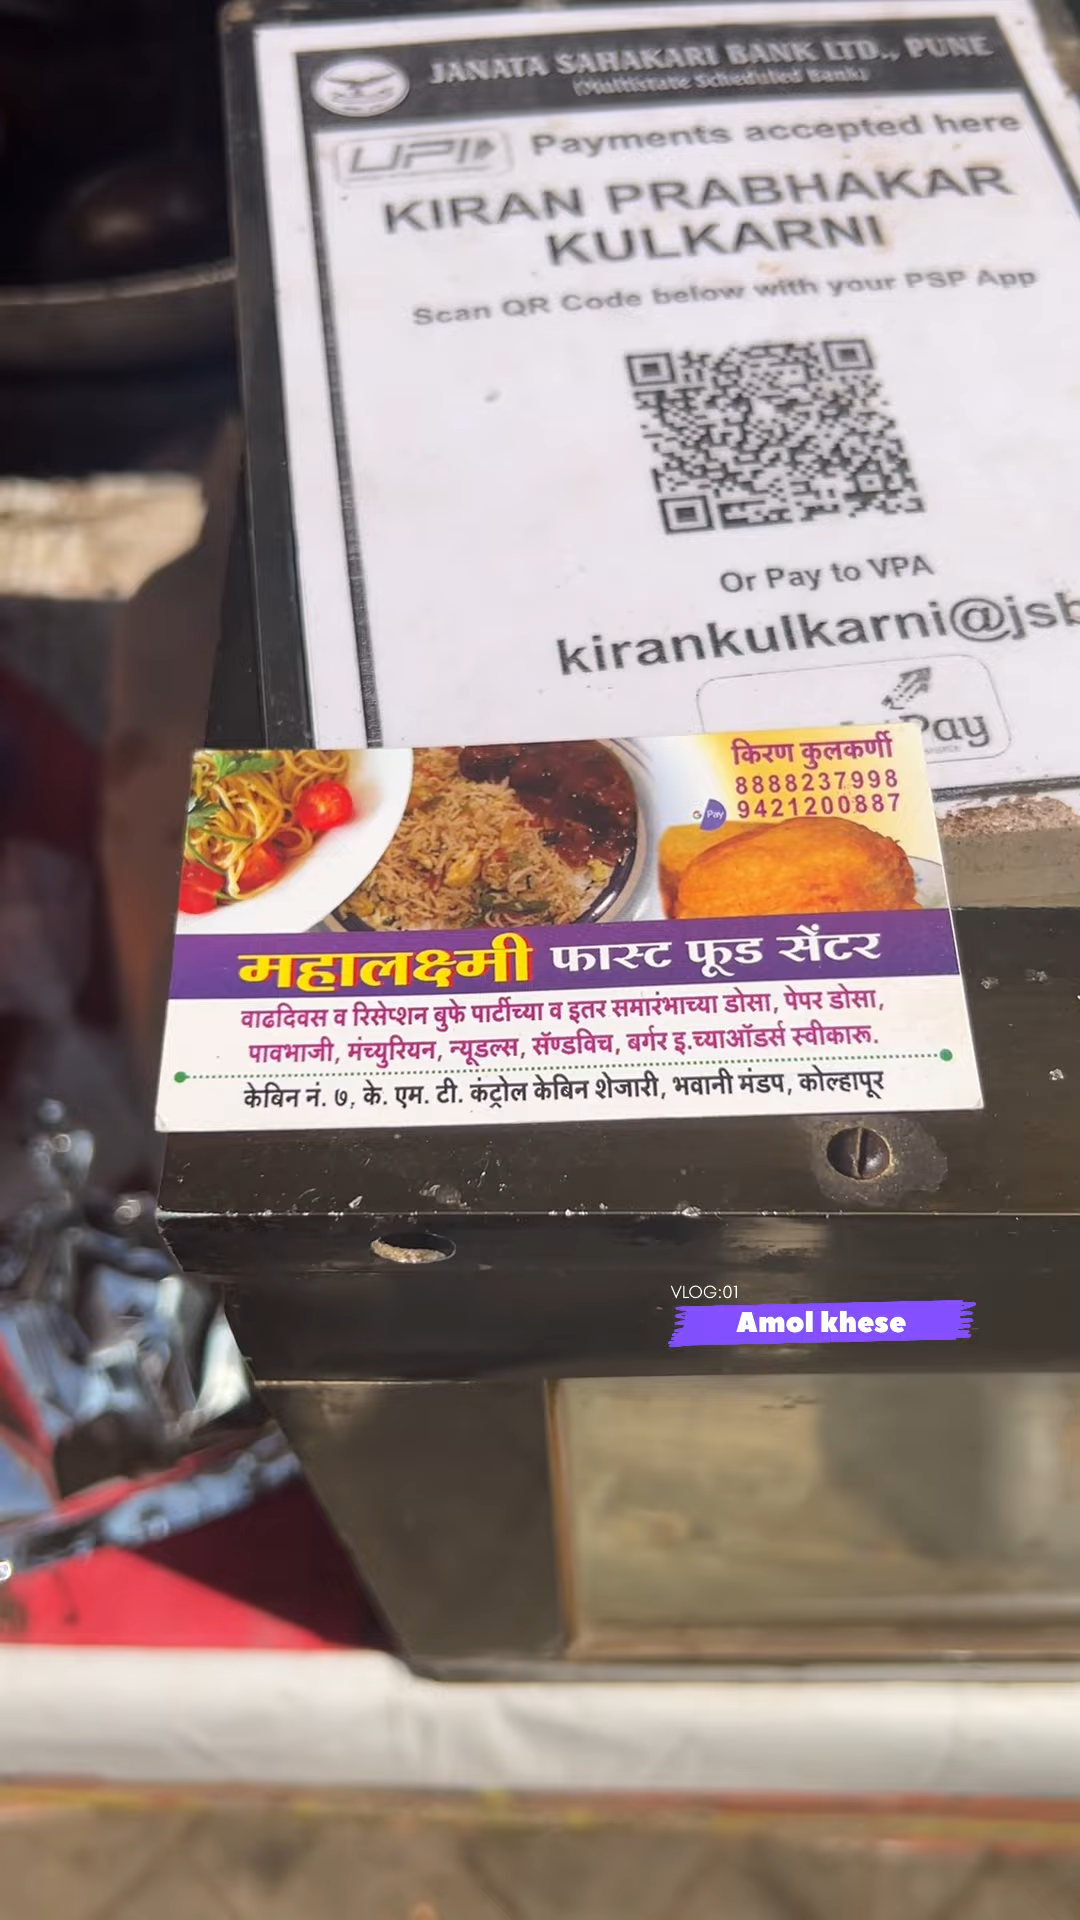 JANATA SAHAKARI BANK LTD., PUNE
(Multistate Scheduled Bank)
UPI Payments accepted here
KIRAN PRABHAKAR
KULKARNI
Scan QR Code below with your PSP App
Or Pay to VPA
kirankulkarni@jsb
Pay
किरण कुलकर्णी
8888237998
G Pay 9421200887
महालक्ष्मी फास्ट फूड सेंटर
वाढदिवस व रिसेप्शन बुफे पार्टीच्या व इतर समारंभाच्या डोसा, पेपर डोसा,
पावभाजी, मंच्युरियन, न्यूडल्स, सॅण्डविच, बर्गर इ.च्याऑडर्स स्वीकारू.
केबिन नं. ७, के. एम. टी. कंट्रोल केबिन शेजारी, भवानी मंडप, कोल्हापूर
VLOG:01
Amol khese